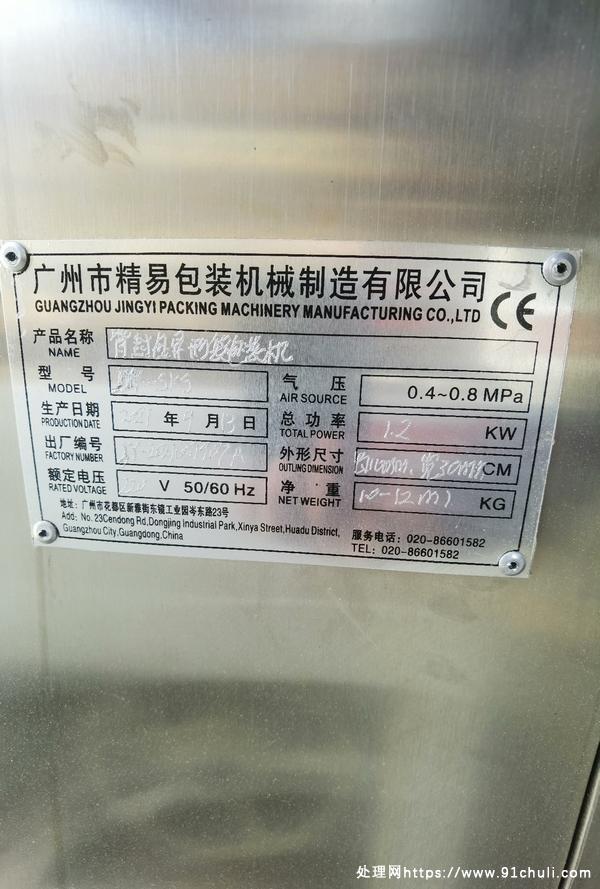 广州市精易包装机械制造有限公司
GUANGZHOU JINGYI PACKING MACHINERY MANUFACTURING CO.,LTD CE
产品名称
NAME
型 号
MODEL
生产日期 年 月 日
PRODUCTION DATE
出厂编号
FACTORY NUMBER
额定电压 V 50/60 Hz
RATED VOLTAGE
气 压 0.4~0.8 MPa
AIR SOURCE
总 功 率 1.2 KW
TOTAL POWER
外形尺寸 CM
OUTLING DIMENSION
净 重 KG
NET WEIGHT
地址:广州市花都区新雅街东镜工业园岑东路23号
Add: No. 23Cendong Rd,Dongjing Industrial Park,Xinya Street,Huadu District,
Guangzhou City,Guangdong,China
服务电话: 020-86601582
TEL: 020-86601582
处理网https://www.91chuli.com